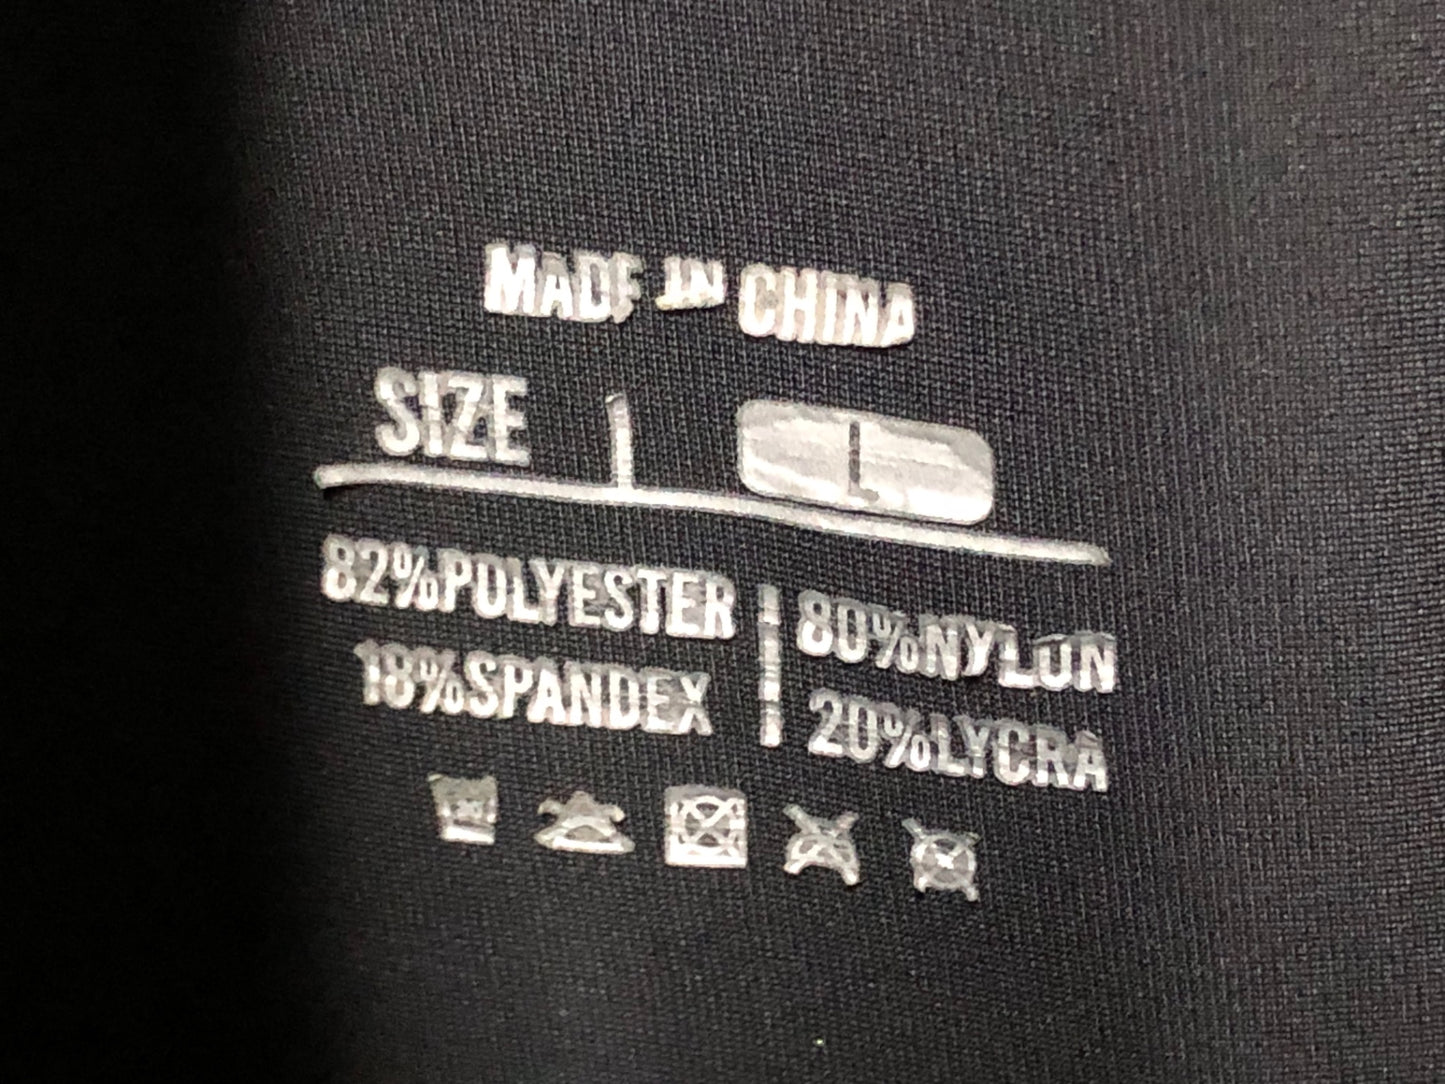 MADE IN CHINA
SIZE L
82%POLYESTER 80%NYLON
18%SPANDEX 20%LYCRA